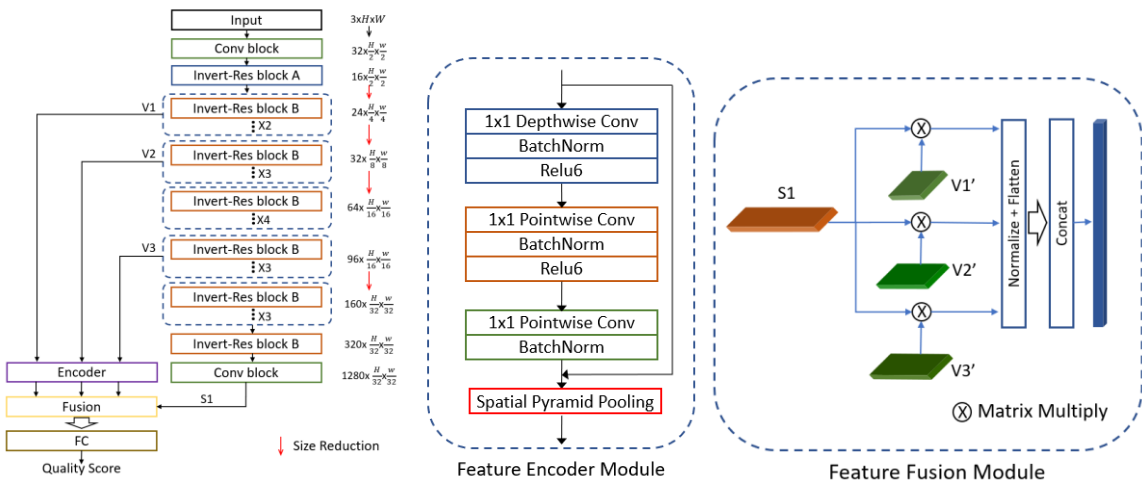 Input
3xHxW
Conv block
32x H/2 x w/2
Invert-Res block A
16x H/2 x w/2
V1
Invert-Res block B
X2
24x H/4 x w/4
V2
Invert-Res block B
X3
32x H/8 x w/8
Invert-Res block B
X4
64x H/16 x w/16
V3
Invert-Res block B
X3
96x H/16 x w/16
Invert-Res block B
X3
160x H/32 x w/32
Invert-Res block B
320x H/32 x w/32
Encoder
Conv block
1280x H/32 x w/32
S1
Fusion
FC
Quality Score
Size Reduction
1x1 Depthwise Conv
BatchNorm
Relu6
1x1 Pointwise Conv
BatchNorm
Relu6
1x1 Pointwise Conv
BatchNorm
Spatial Pyramid Pooling
Feature Encoder Module
S1
X
V1'
X
V2'
X
V3'
Normalize + Flatten
Concat
X Matrix Multiply
Feature Fusion Module